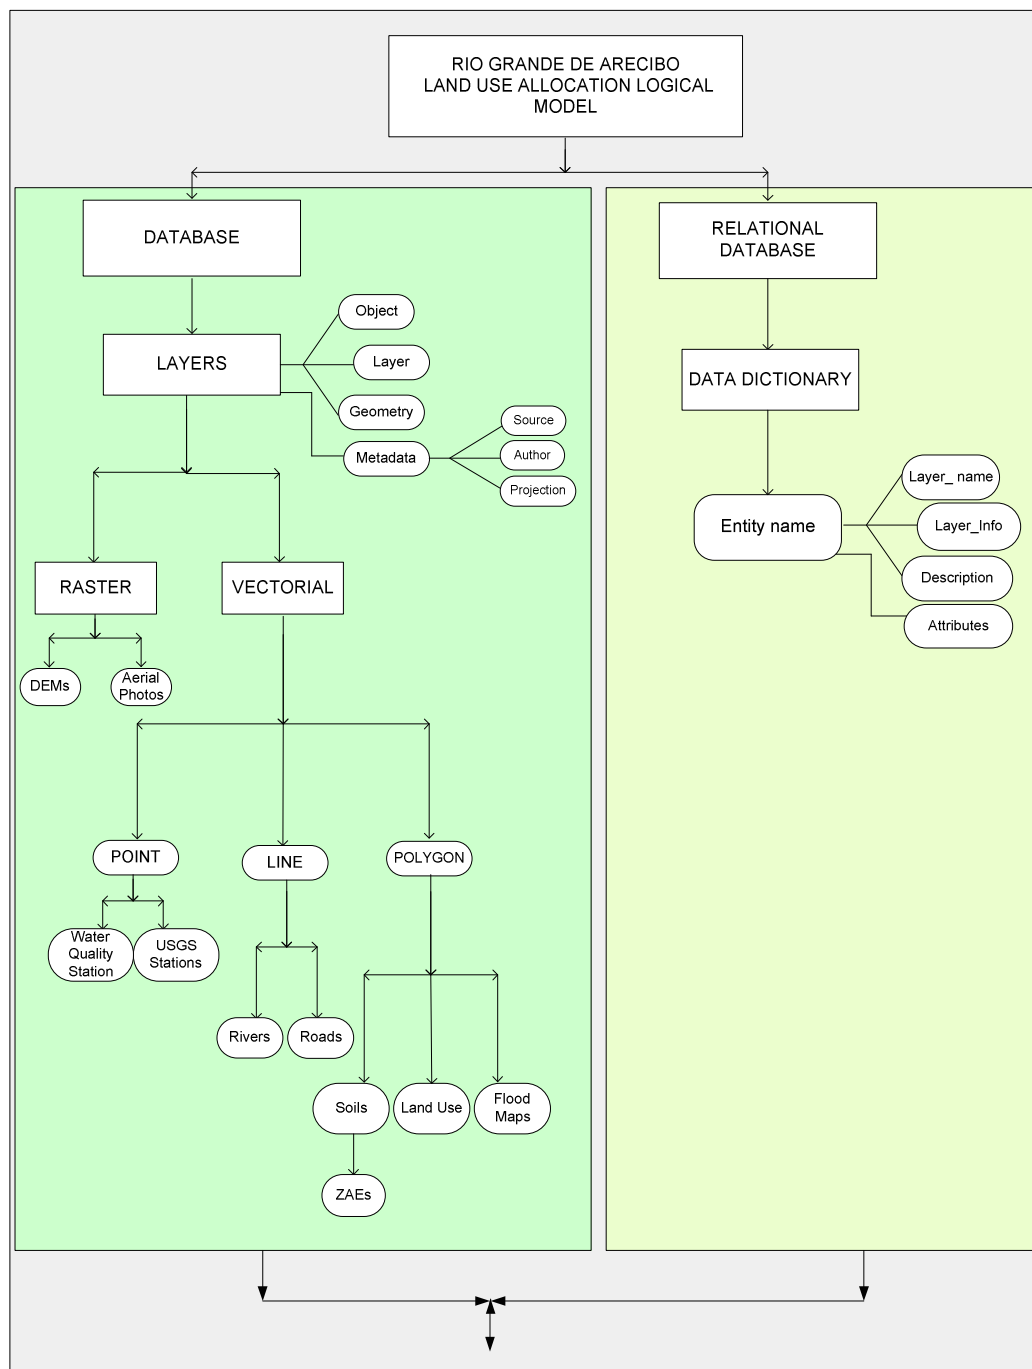 RIO GRANDE DE ARECIBO
LAND USE ALLOCATION LOGICAL
MODEL
DATABASE
LAYERS
Object
Layer
Geometry
Metadata
Source
Author
Projection
RASTER
VECTORIAL
DEMs
Aerial
Photos
POINT
LINE
POLYGON
Water
Quality
Station
USGS
Stations
Rivers
Roads
Soils
Land Use
Flood
Maps
ZAEs
RELATIONAL
DATABASE
DATA DICTIONARY
Entity name
Layer_ name
Layer_Info
Description
Attributes